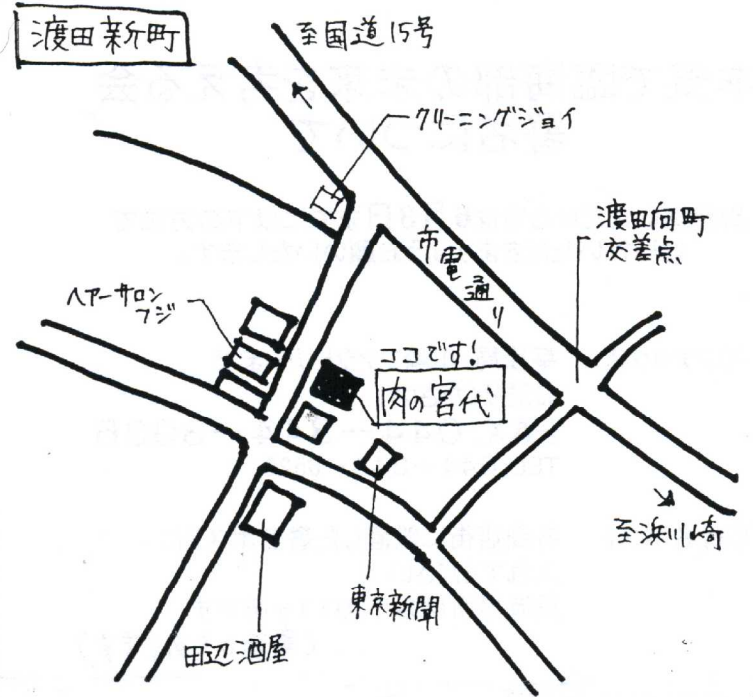 渡田新町
至国道15号
クリーニングジョイ
渡田向町
交差点
市電通り
ヘアーサロン
フジ
ココです!
肉の宮代
至浜川崎
東京新聞
田辺酒屋